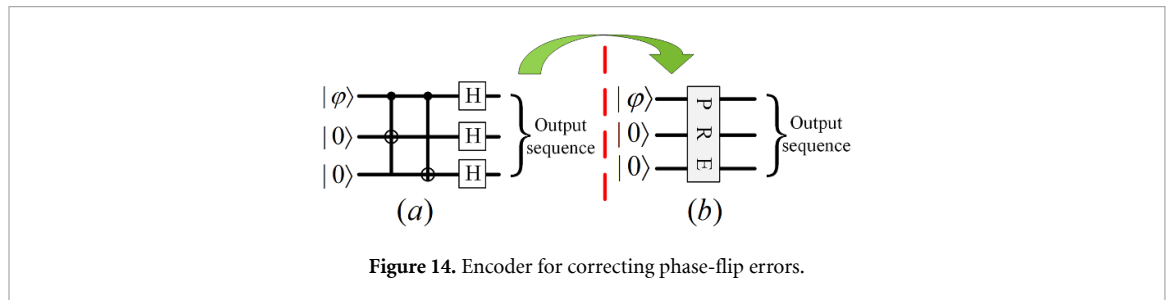 |φ⟩ H |φ⟩ P
|0⟩ H Output sequence |0⟩ R Output sequence
|0⟩ H |0⟩ E
(a) (b)
Figure 14. Encoder for correcting phase-flip errors.